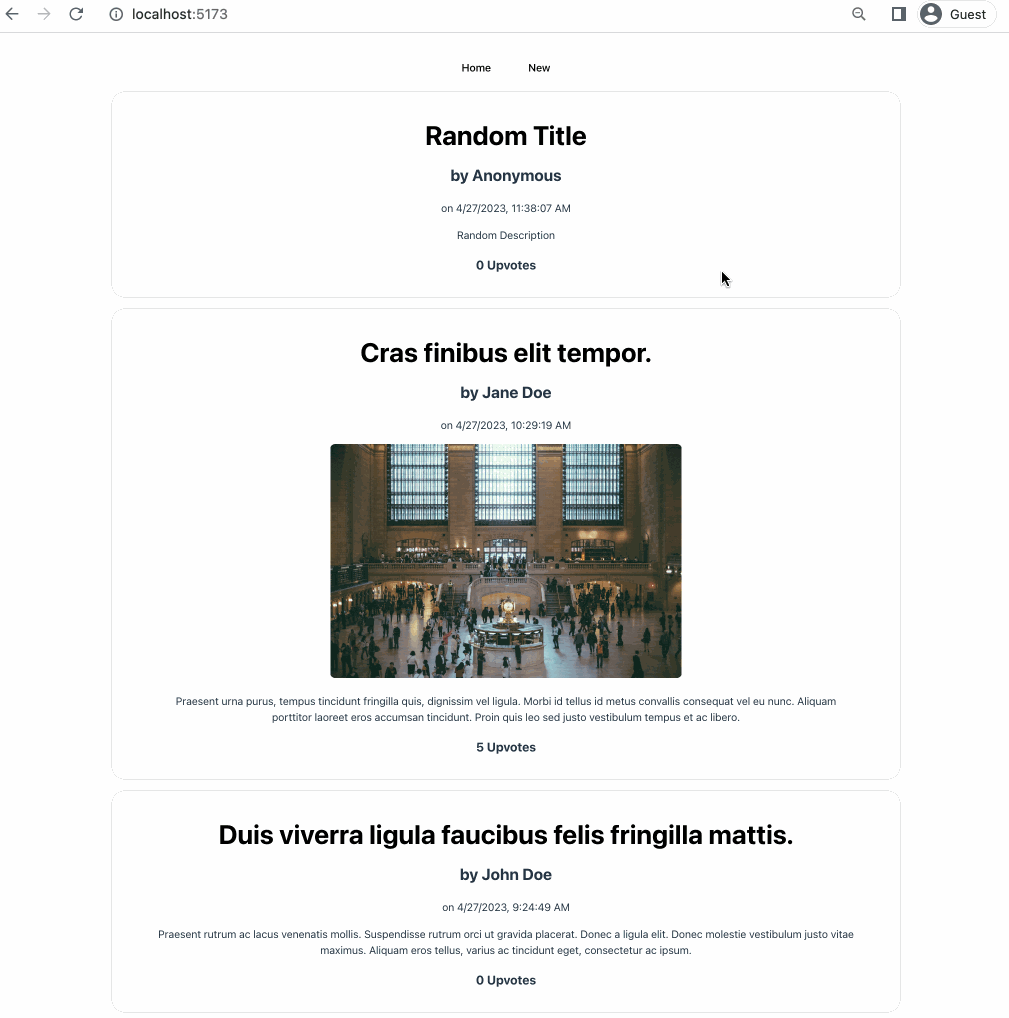 localhost:5173
Guest
Home New
Random Title
by Anonymous
on 4/27/2023, 11:38:07 AM
Random Description
0 Upvotes
Cras finibus elit tempor.
by Jane Doe
on 4/27/2023, 10:29:19 AM
Praesent urna purus, tempus tincidunt fringilla quis, dignissim vel ligula. Morbi id tellus id metus convallis consequat vel eu nunc. Aliquam
porttitor laoreet eros accumsan tincidunt. Proin quis leo sed justo vestibulum tempus et ac libero.
5 Upvotes
Duis viverra ligula faucibus felis fringilla mattis.
by John Doe
on 4/27/2023, 9:24:49 AM
Praesent rutrum ac lacus venenatis mollis. Suspendisse rutrum orci ut gravida placerat. Donec a ligula elit. Donec molestie vestibulum justo vitae
maximus. Aliquam eros tellus, varius ac tincidunt eget, consectetur ac ipsum.
0 Upvotes